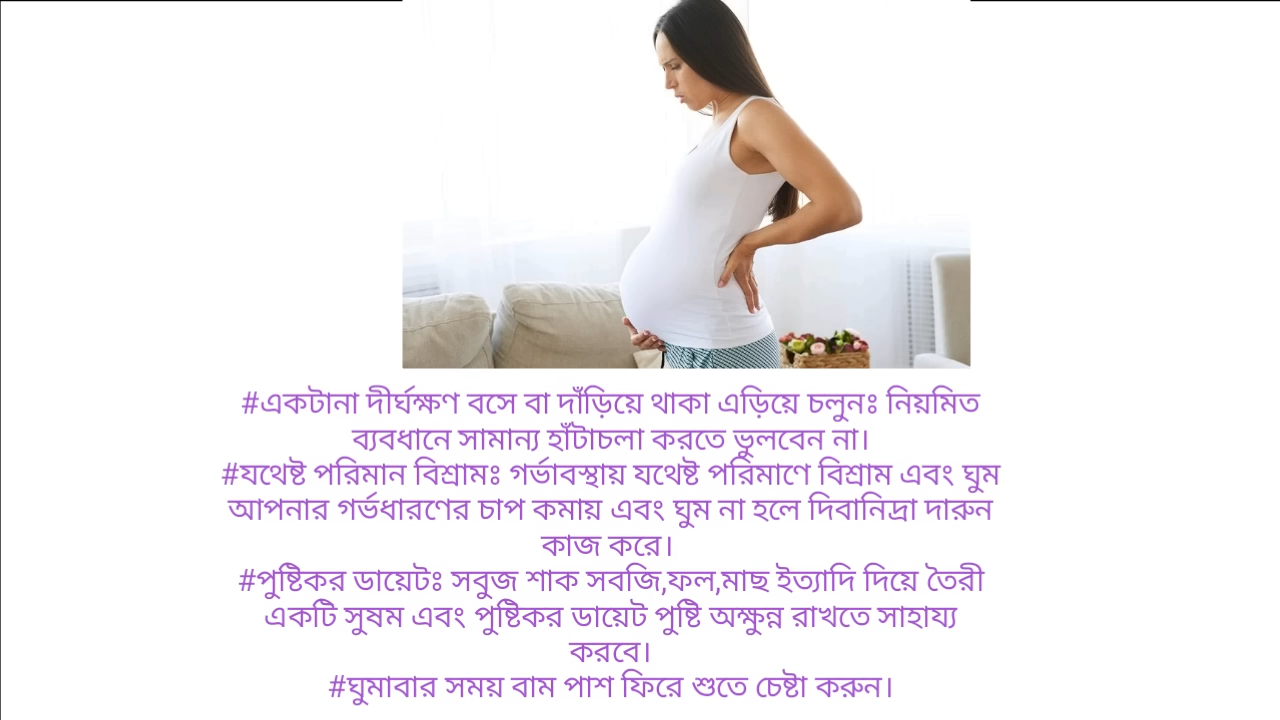 #একটানা দীর্ঘক্ষণ বসে বা দাঁড়িয়ে থাকা এড়িয়ে চলুনঃ নিয়মিত
ব্যবধানে সামান্য হাঁটাচলা করতে ভুলবেন না।
#যথেষ্ট পরিমান বিশ্রামঃ গর্ভাবস্থায় যথেষ্ট পরিমাণে বিশ্রাম এবং ঘুম
আপনার গর্ভধারণের চাপ কমায় এবং ঘুম না হলে দিবানিদ্রা দারুন
কাজ করে।
#পুষ্টিকর ডায়েটঃ সবুজ শাক সবজি,ফল,মাছ ইত্যাদি দিয়ে তৈরী
একটি সুষম এবং পুষ্টিকর ডায়েট পুষ্টি অক্ষুন্ন রাখতে সাহায্য
করবে।
#ঘুমাবার সময় বাম পাশ ফিরে শুতে চেষ্টা করুন।